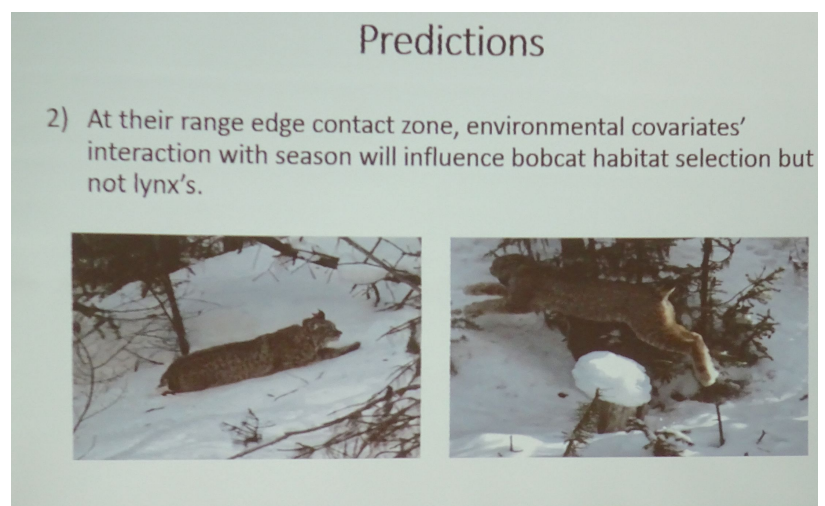 Predictions
2) At their range edge contact zone, environmental covariates’
interaction with season will influence bobcat habitat selection but
not lynx’s.